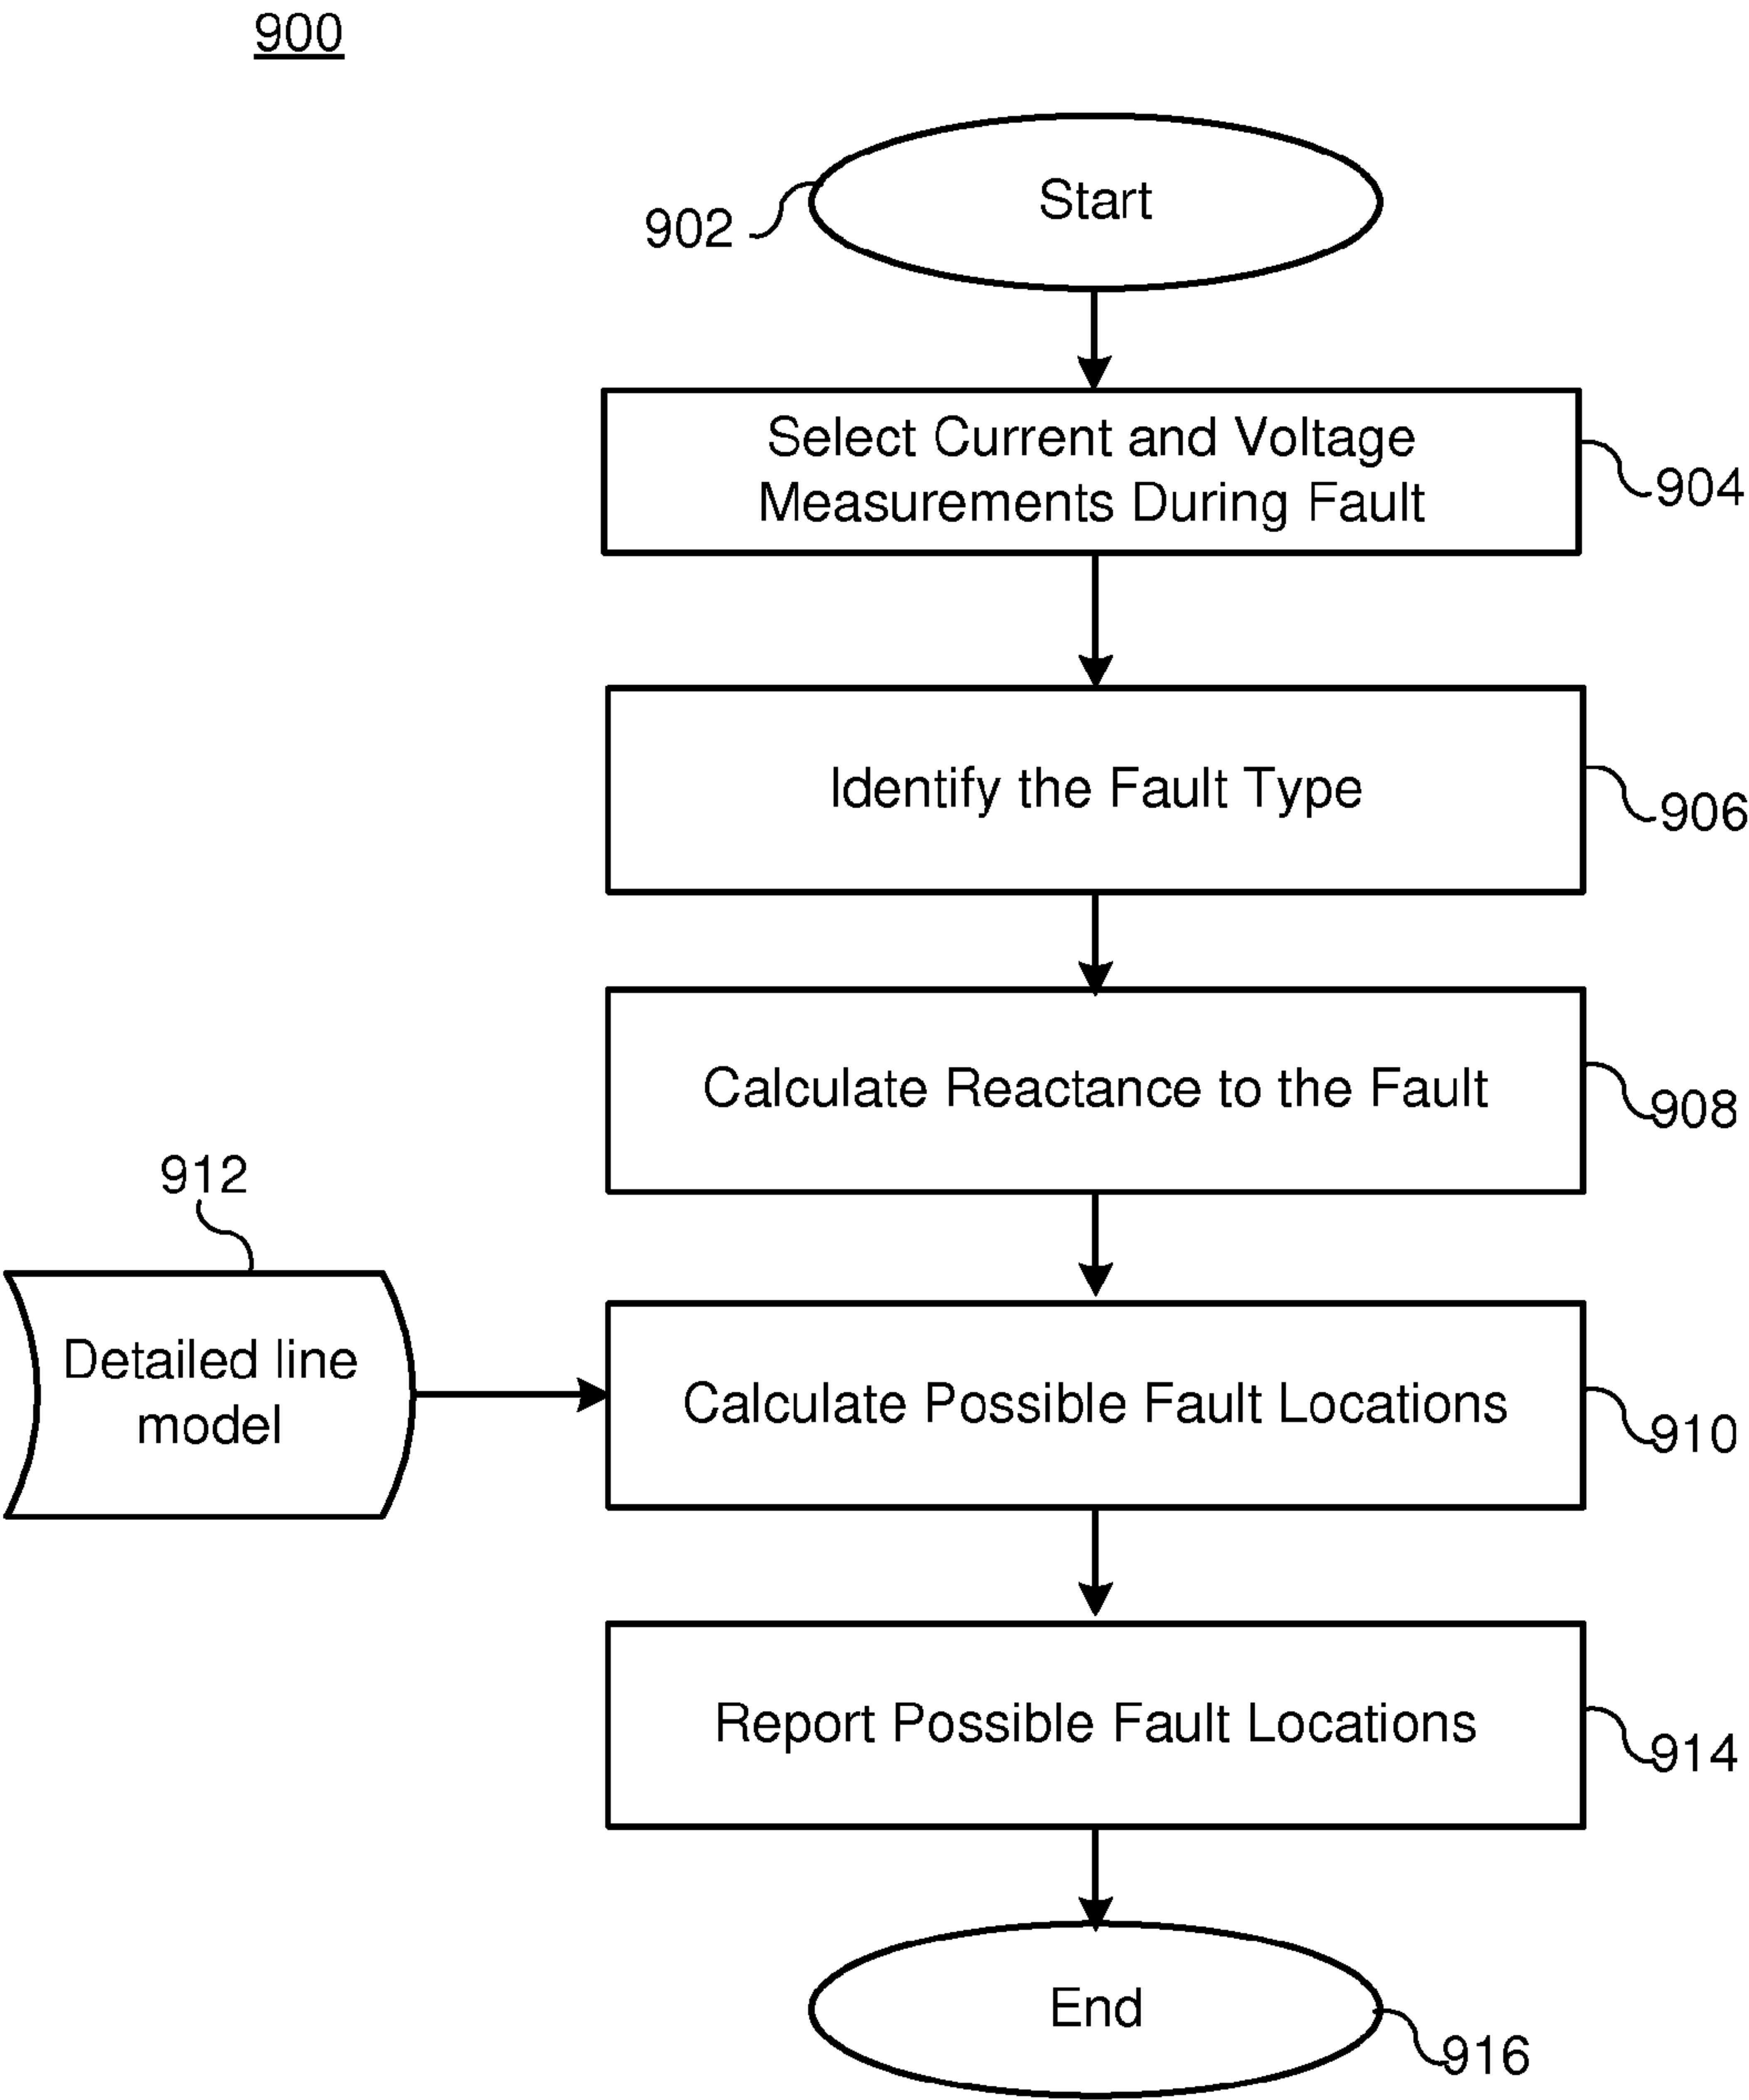 900
Start
902
Select Current and Voltage
Measurements During Fault
904
Identify the Fault Type
906
Calculate Reactance to the Fault
908
912
Detailed line
model
Calculate Possible Fault Locations
910
Report Possible Fault Locations
914
End
916